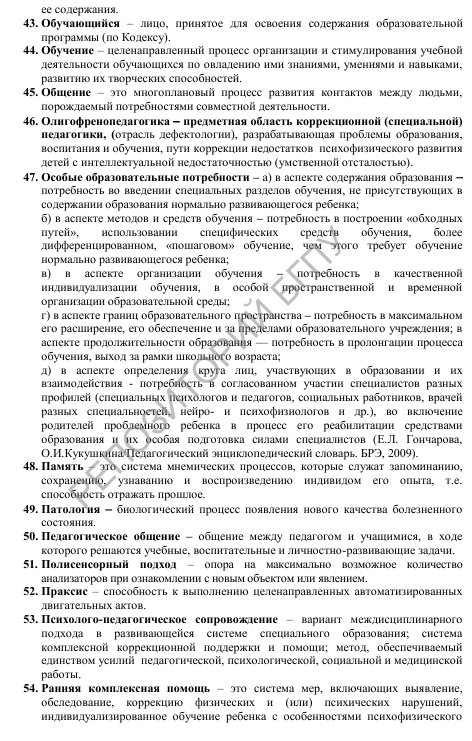 ее содержания.
43. Обучающийся – лицо, принятое для освоения содержания образовательной
программы (по Кодексу).
44. Обучение – целенаправленный процесс организации и стимулирования учебной
деятельности обучающихся по овладению ими знаниями, умениями и навыками,
развитию их творческих способностей.
45. Общение – это многоплановый процесс развития контактов между людьми,
порождаемый потребностями совместной деятельности.
46. Олигофренопедагогика – предметная область коррекционной (специальной)
педагогики, (отрасль дефектологии), разрабатывающая проблемы образования,
воспитания и обучения, пути коррекции недостатков психофизического развития
детей с интеллектуальной недостаточностью (умственной отсталостью).
47. Особые образовательные потребности – а) в аспекте содержания образования –
потребность во введении специальных разделов обучения, не присутствующих в
содержании образования нормально развивающегося ребенка;
б) в аспекте методов и средств обучения – потребность в построении «обходных
путей», использовании специфических средств обучения, более
дифференцированном, «пошаговом» обучение, чем этого требует обучение
нормально развивающегося ребенка;
в) в аспекте организации обучения – потребность в качественной
индивидуализации обучения, в особой пространственной и временной
организации образовательной среды;
г) в аспекте границ образовательного пространства – потребность в максимальном
его расширение, его обеспечение и за пределами образовательного учреждения; в
аспекте продолжительности образования — потребность в пролонгации процесса
обучения, выход за рамки школьного возраста;
д) в аспекте определения круга лиц, участвующих в образовании и их
взаимодействия - потребность в согласованном участии специалистов разных
профилей (специальных психологов и педагогов, социальных работников, врачей
разных специальностей, нейро- и психофизиологов и др.), во включение
родителей проблемного ребенка в процесс его реабилитации средствами
образования и их особая подготовка силами специалистов (Е.Л. Гончарова,
О.И.Кукушкина/Педагогический энциклопедический словарь. БРЭ, 2009).
48. Память – это система мнемических процессов, которые служат запоминанию,
сохранению, узнаванию и воспроизведению индивидом его опыта, т.е.
способность отражать прошлое.
49. Патология – биологический процесс появления нового качества болезненного
состояния.
50. Педагогическое общение – общение между педагогом и учащимися, в ходе
которого решаются учебные, воспитательные и личностно-развивающие задачи.
51. Полисенсорный подход – опора на максимально возможное количество
анализаторов при ознакомлении с новым объектом или явлением.
52. Праксис – способность к выполнению целенаправленных автоматизированных
двигательных актов.
53. Психолого-педагогическое сопровождение – вариант междисциплинарного
подхода в развивающейся системе специального образования; система
комплексной коррекционной поддержки и помощи; метод, обеспечиваемый
единством усилий педагогической, психологической, социальной и медицинской
работы.
54. Ранняя комплексная помощь – это система мер, включающих выявление,
обследование, коррекцию физических и (или) психических нарушений,
индивидуализированное обучение ребенка с особенностями психофизического
РЕПОЗИТОРИЙ БГПУ